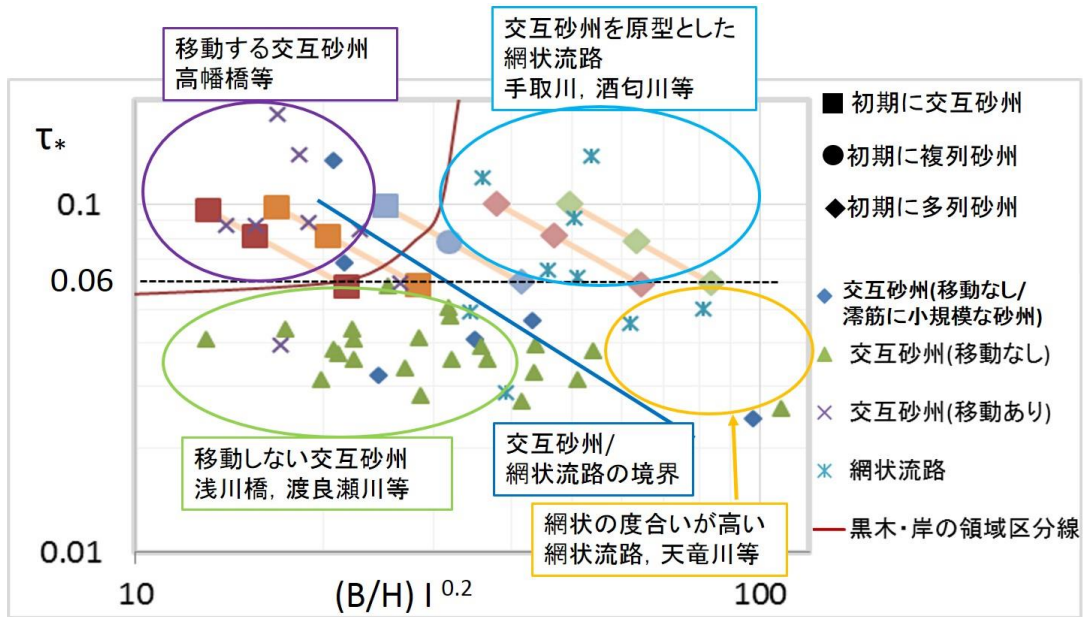 移動する交互砂州
高幡橋等
交互砂州を原型とした
網状流路
手取川，酒匂川等
τ*
0.1
0.06
0.01
10
(B/H) I 0.2
100
移動しない交互砂州
浅川橋，渡良瀬川等
交互砂州/
網状流路の境界
網状の度合いが高い
網状流路，天竜川等
初期に交互砂州
初期に複列砂州
初期に多列砂州
交互砂州(移動なし/
澪筋に小規模な砂州)
交互砂州(移動なし)
交互砂州(移動あり)
網状流路
黒木・岸の領域区分線